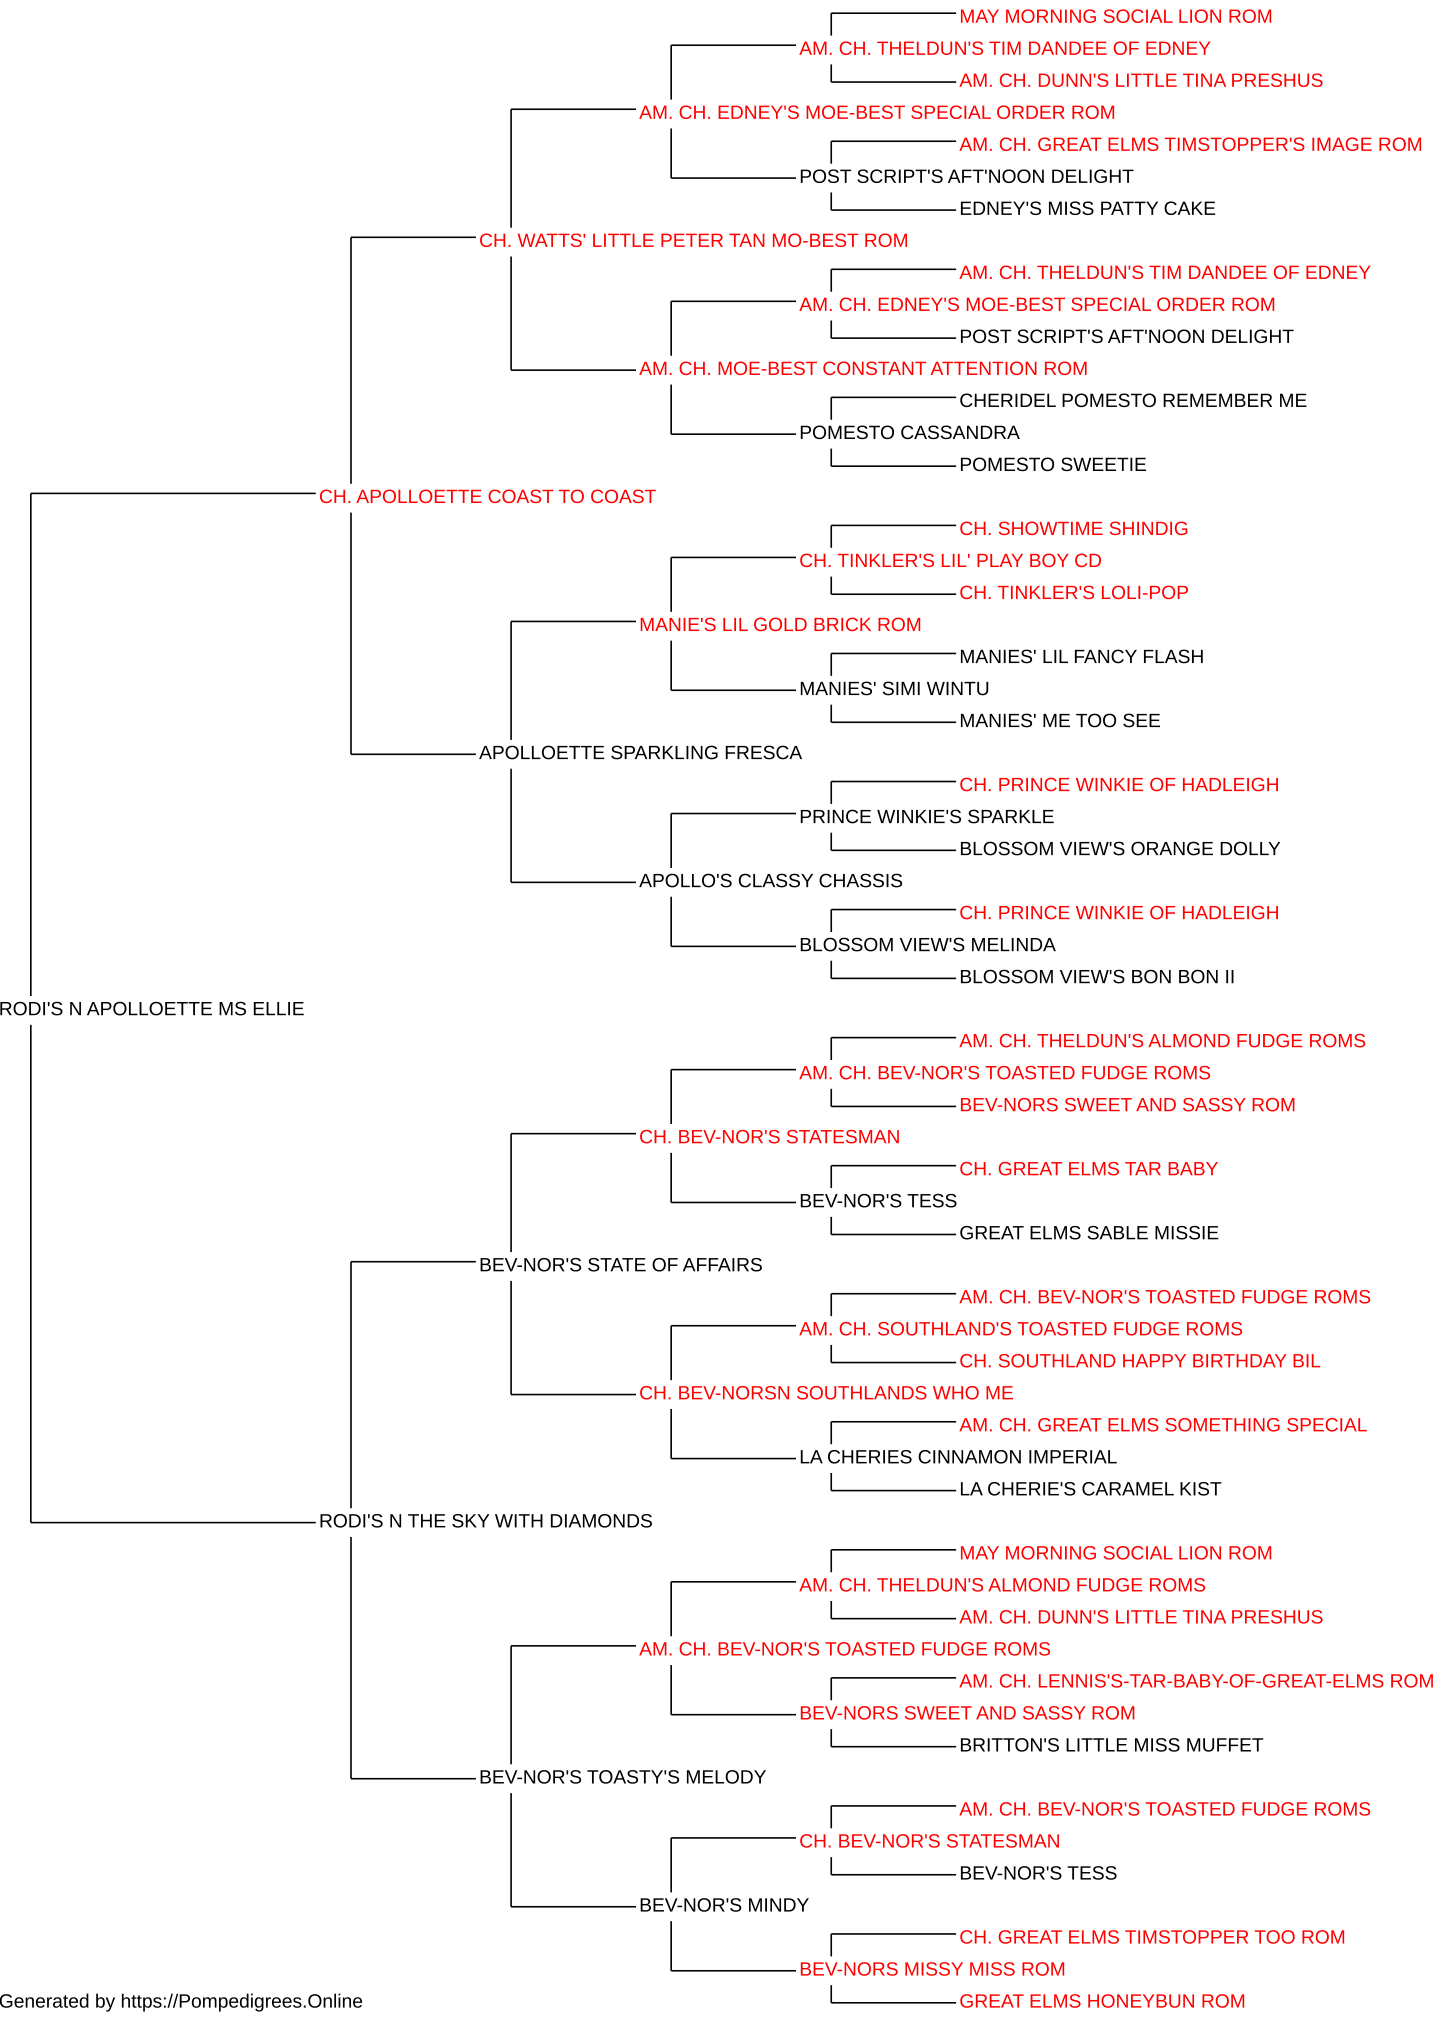 MAY MORNING SOCIAL LION ROM
AM. CH. THELDUN'S TIM DANDEE OF EDNEY
AM. CH. DUNN'S LITTLE TINA PRESHUS
AM. CH. EDNEY'S MOE-BEST SPECIAL ORDER ROM
AM. CH. GREAT ELMS TIMSTOPPER'S IMAGE ROM
POST SCRIPT'S AFT'NOON DELIGHT
EDNEY'S MISS PATTY CAKE
CH. WATTS' LITTLE PETER TAN MO-BEST ROM
AM. CH. THELDUN'S TIM DANDEE OF EDNEY
AM. CH. EDNEY'S MOE-BEST SPECIAL ORDER ROM
POST SCRIPT'S AFT'NOON DELIGHT
AM. CH. MOE-BEST CONSTANT ATTENTION ROM
CHERIDEL POMESTO REMEMBER ME
POMESTO CASSANDRA
POMESTO SWEETIE
CH. APOLLOETTE COAST TO COAST
CH. SHOWTIME SHINDIG
CH. TINKLER'S LIL' PLAY BOY CD
CH. TINKLER'S LOLI-POP
MANIE'S LIL GOLD BRICK ROM
MANIES' LIL FANCY FLASH
MANIES' SIMI WINTU
MANIES' ME TOO SEE
APOLLOETTE SPARKLING FRESCA
CH. PRINCE WINKIE OF HADLEIGH
PRINCE WINKIE'S SPARKLE
BLOSSOM VIEW'S ORANGE DOLLY
APOLLO'S CLASSY CHASSIS
CH. PRINCE WINKIE OF HADLEIGH
BLOSSOM VIEW'S MELINDA
BLOSSOM VIEW'S BON BON II
RODI'S N APOLLOETTE MS ELLIE
AM. CH. THELDUN'S ALMOND FUDGE ROMS
AM. CH. BEV-NOR'S TOASTED FUDGE ROMS
BEV-NORS SWEET AND SASSY ROM
CH. BEV-NOR'S STATESMAN
CH. GREAT ELMS TAR BABY
BEV-NOR'S TESS
GREAT ELMS SABLE MISSIE
BEV-NOR'S STATE OF AFFAIRS
AM. CH. BEV-NOR'S TOASTED FUDGE ROMS
AM. CH. SOUTHLAND'S TOASTED FUDGE ROMS
CH. SOUTHLAND HAPPY BIRTHDAY BIL
CH. BEV-NORSN SOUTHLANDS WHO ME
AM. CH. GREAT ELMS SOMETHING SPECIAL
LA CHERIES CINNAMON IMPERIAL
LA CHERIE'S CARAMEL KIST
RODI'S N THE SKY WITH DIAMONDS
MAY MORNING SOCIAL LION ROM
AM. CH. THELDUN'S ALMOND FUDGE ROMS
AM. CH. DUNN'S LITTLE TINA PRESHUS
AM. CH. BEV-NOR'S TOASTED FUDGE ROMS
AM. CH. LENNIS'S-TAR-BABY-OF-GREAT-ELMS ROM
BEV-NORS SWEET AND SASSY ROM
BRITTON'S LITTLE MISS MUFFET
BEV-NOR'S TOASTY'S MELODY
AM. CH. BEV-NOR'S TOASTED FUDGE ROMS
CH. BEV-NOR'S STATESMAN
BEV-NOR'S TESS
BEV-NOR'S MINDY
CH. GREAT ELMS TIMSTOPPER TOO ROM
BEV-NORS MISSY MISS ROM
GREAT ELMS HONEYBUN ROM
Generated by https://Pompedigrees.Online